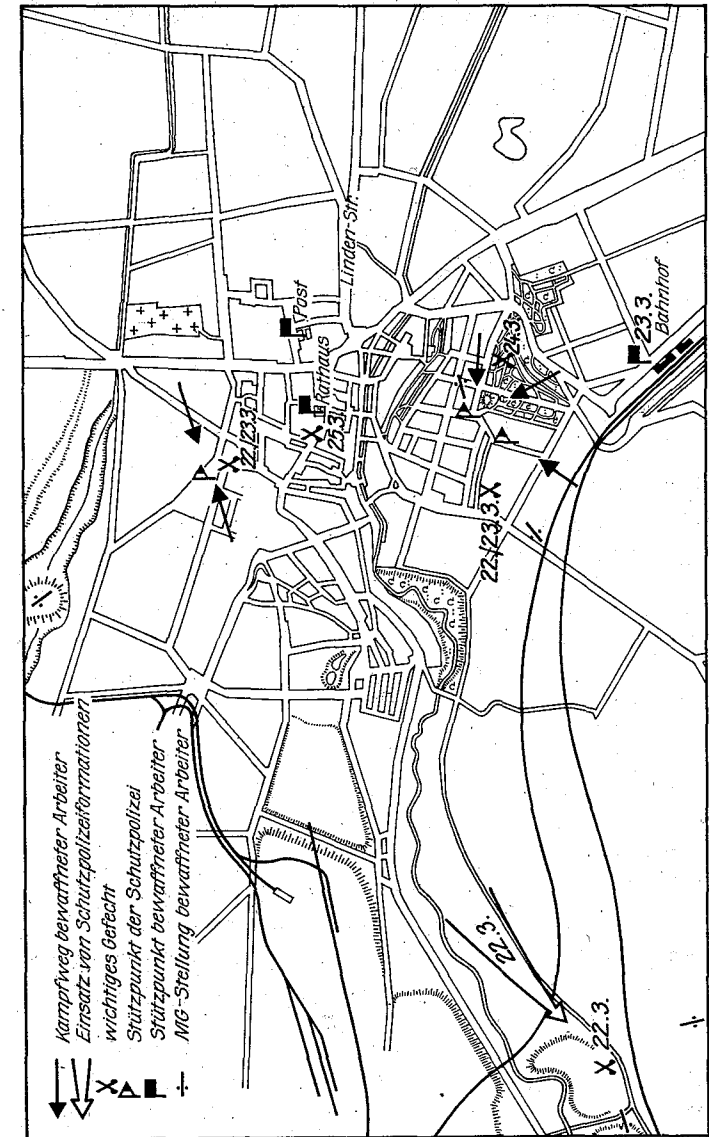 Kampfweg bewaffneter Arbeiter
Einsatz von Schutzpolizeiformationen
wichtiges Gefecht
Stützpunkt der Schutzpolizei
Stützpunkt bewaffneter Arbeiter
MG-Stellung bewaffneter Arbeiter
Linden-Str.
Post
Rathaus
25.3.
22./23.3.
24.3.
23.3.
Bahnhof
22./23.3.
22.3.
22.3.